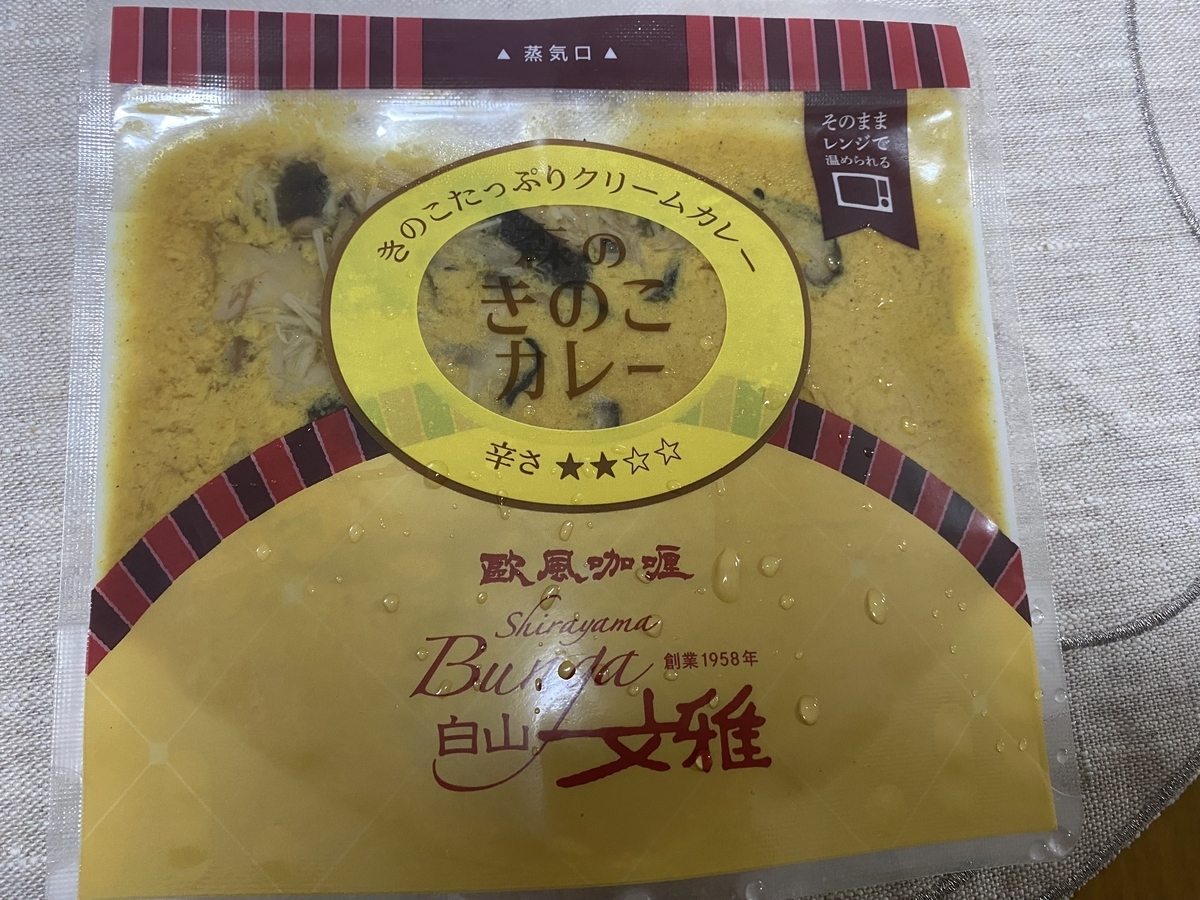 ▲ 蒸気口 ▲
そのまま
レンジで
温められる
きのこたっぷりクリームカレー
の
きのこ
カレー
辛さ ★★☆☆
歐風咖喱
Shirayama
Bunga
創業1958年
白山文雅